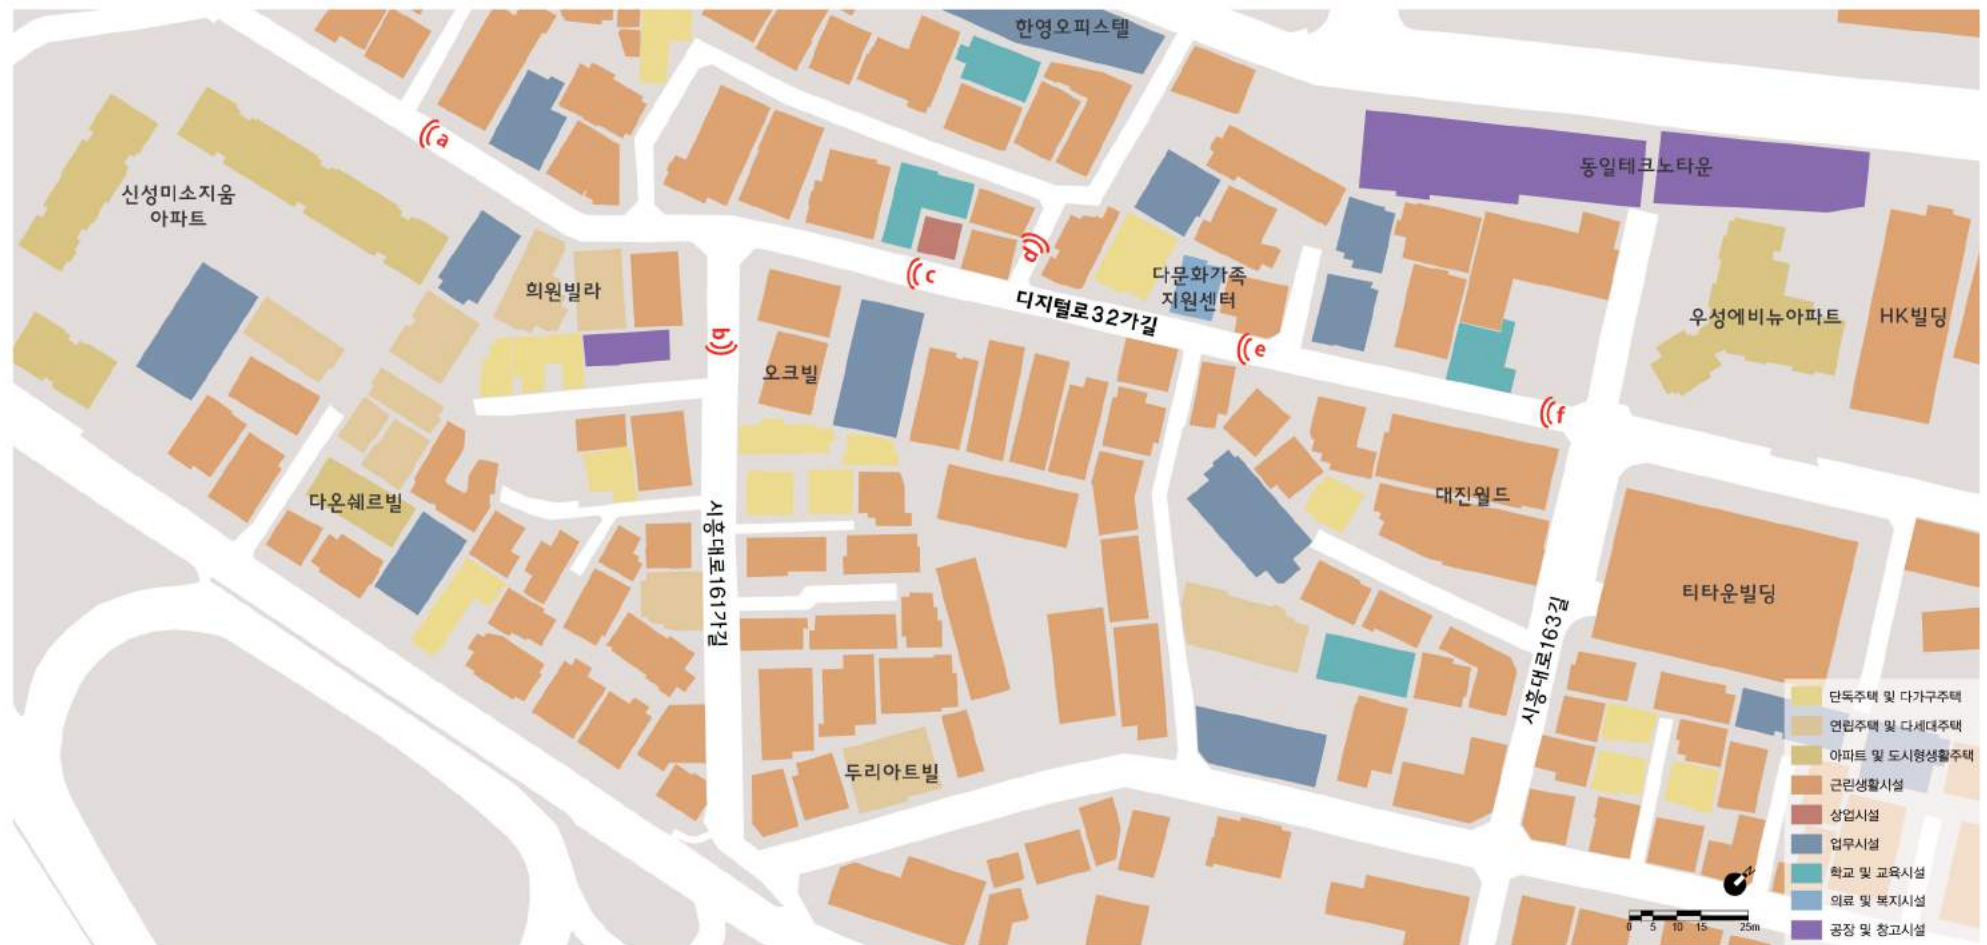 한영오피스텔
a
동일테크노타운
신성미소지움
아파트
희원빌라
c
d
다문화가족
지원센터
디지털로32가길
우성에비뉴아파트
HK빌딩
b
오크빌
e
f
다온쉐르빌
대진월드
시흥대로161가길
티타운빌딩
시흥대로163길
두리아트빌
단독주택 및 다가구주택
연립주택 및 다세대주택
아파트 및 도시형생활주택
근린생활시설
상업시설
업무시설
학교 및 교육시설
의료 및 복지시설
공장 및 창고시설
N
0 5 10 15 25m